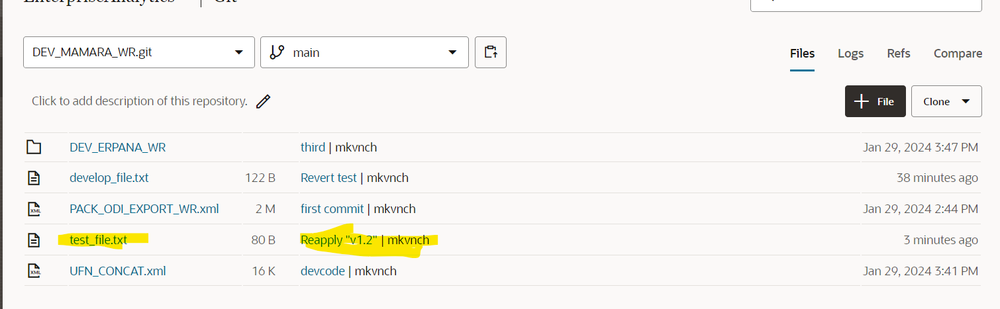 EnterpriseAnalytics | Git
DEV_MAMARA_WR.git main
Files Logs Refs Compare
Click to add description of this repository.
File Clone
DEV_ERPANA_WR third | mkvnch Jan 29, 2024 3:47 PM
develop_file.txt 122 B Revert test | mkvnch 38 minutes ago
XML PACK_ODI_EXPORT_WR.xml 2 M first commit | mkvnch Jan 29, 2024 2:44 PM
test_file.txt 80 B Reapply "v1.2" | mkvnch 3 minutes ago
XML UFN_CONCAT.xml 16 K devcode | mkvnch Jan 29, 2024 3:41 PM